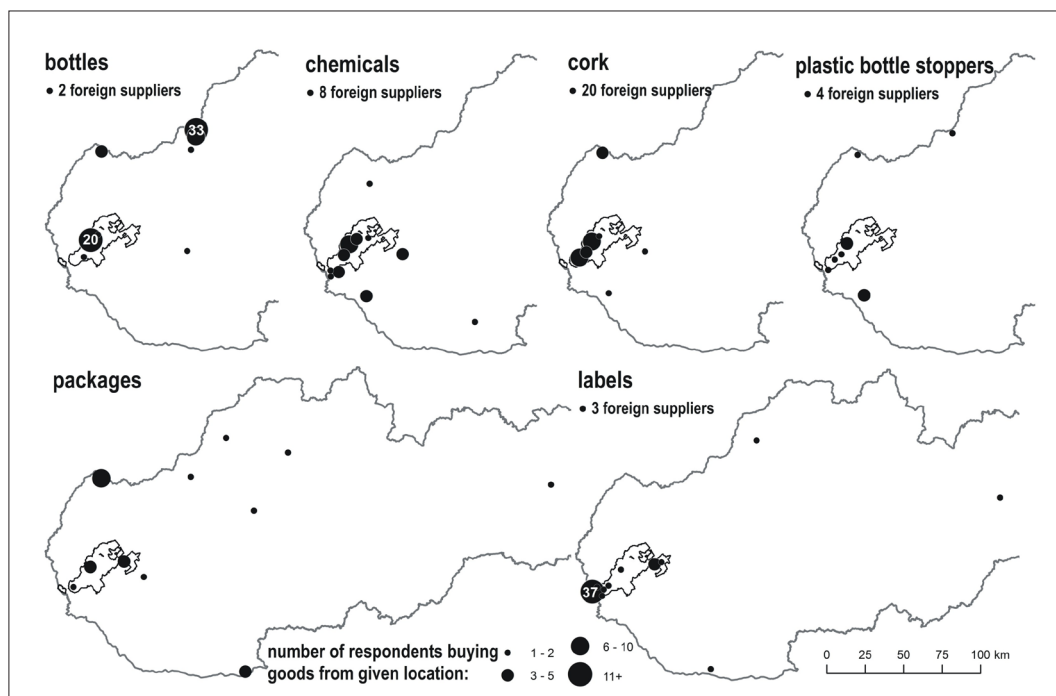 bottles
• 2 foreign suppliers
33
20
chemicals
• 8 foreign suppliers
cork
• 20 foreign suppliers
plastic bottle stoppers
• 4 foreign suppliers
packages
labels
• 3 foreign suppliers
37
number of respondents buying
goods from given location:
1 - 2
3 - 5
6 - 10
11+
0 25 50 75 100 km